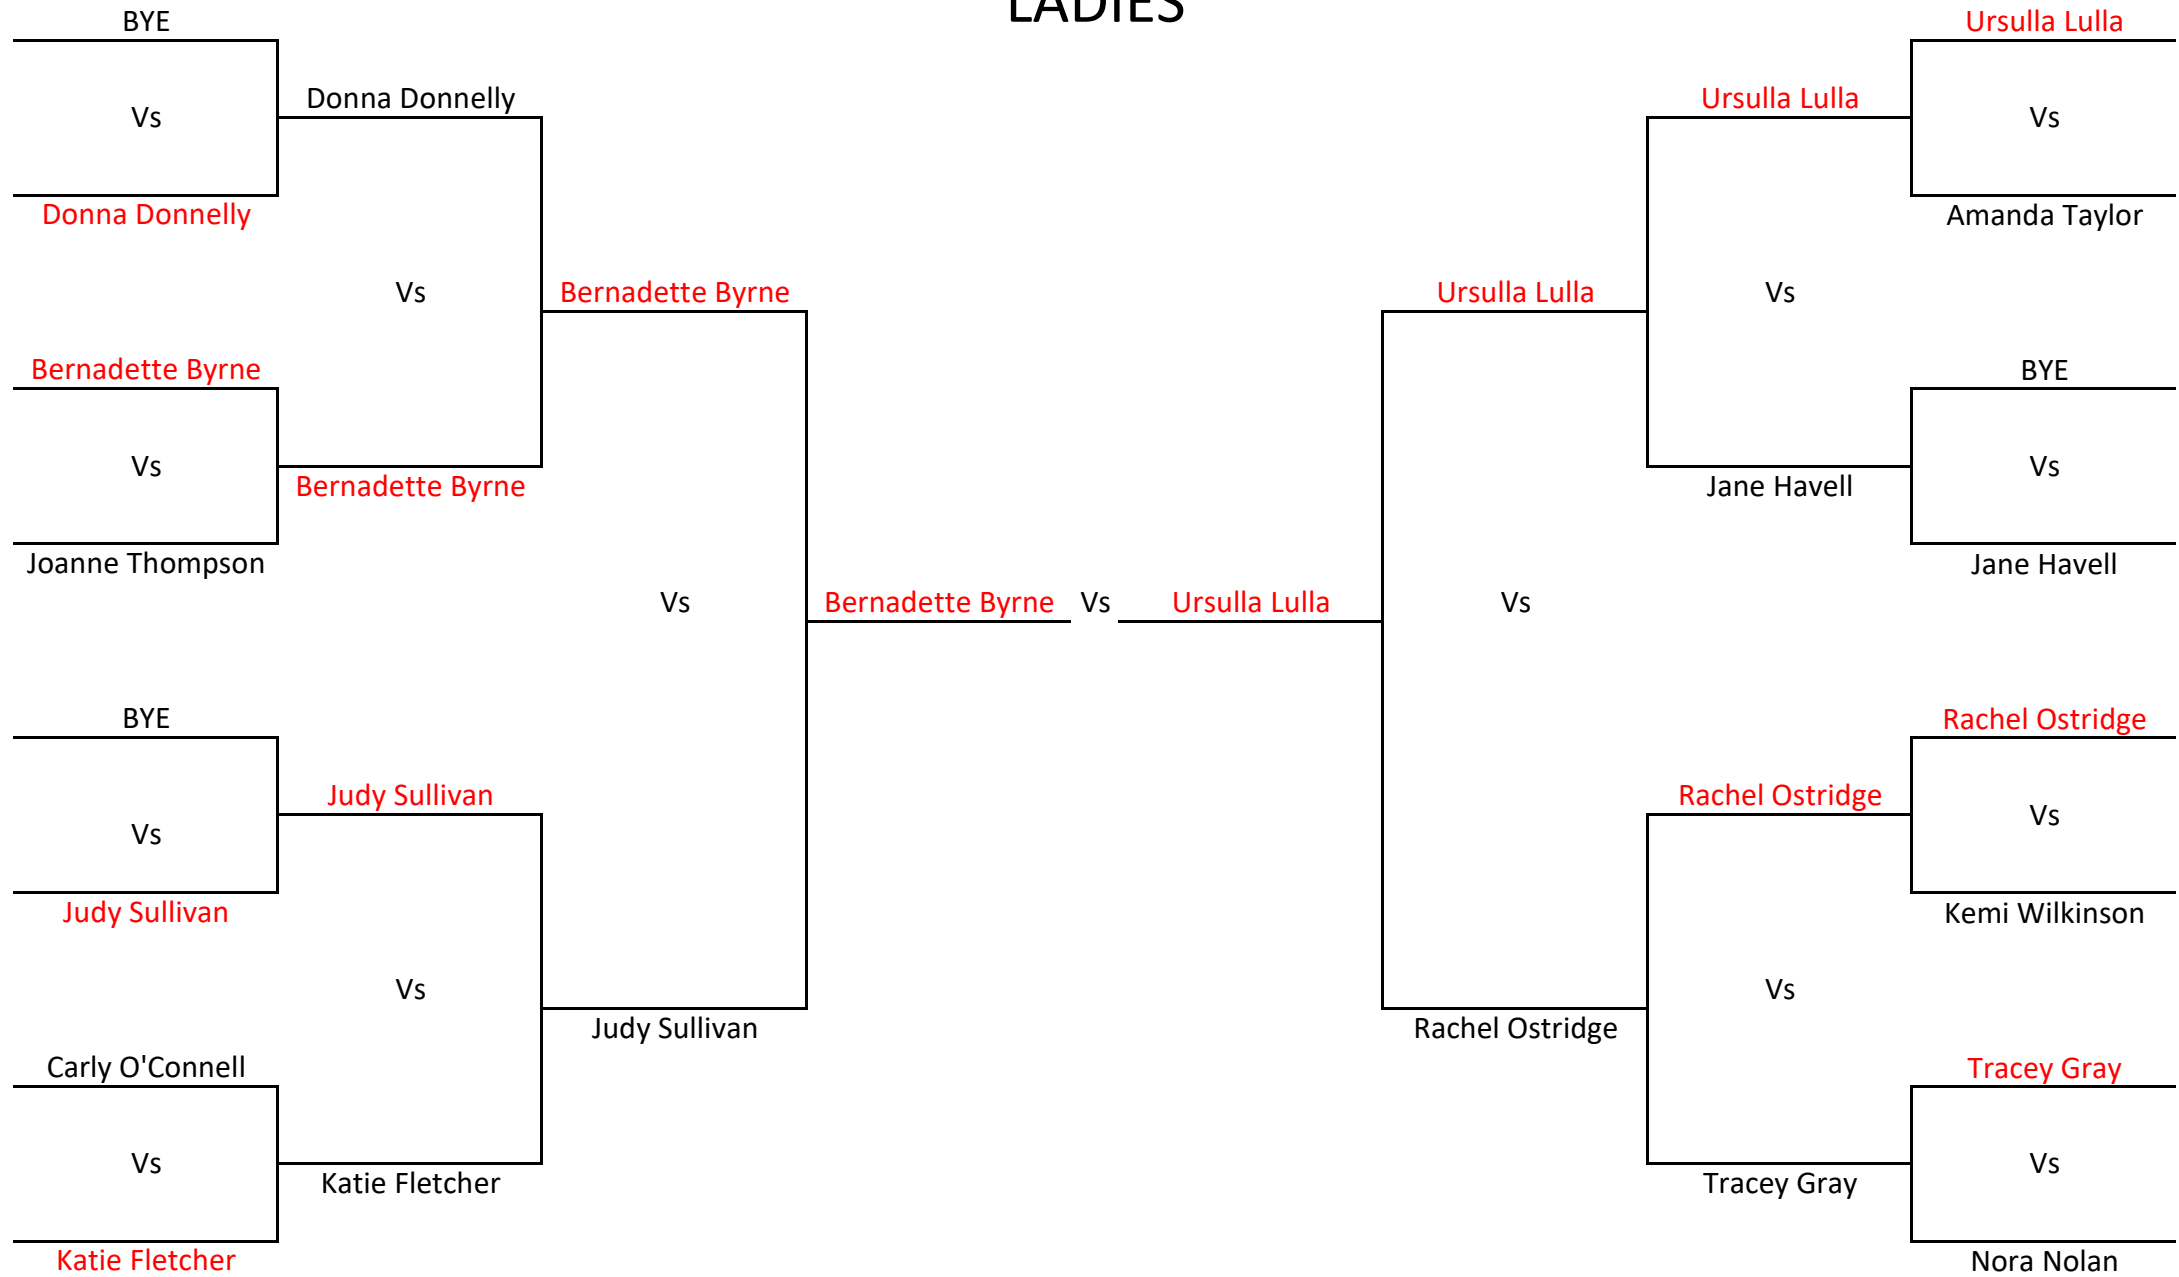 LADIES
BYE
Vs
Donna Donnelly
Donna Donnelly
Vs
Bernadette Byrne
Vs
Joanne Thompson
Bernadette Byrne
Bernadette Byrne
Vs
BYE
Vs
Judy Sullivan
Judy Sullivan
Vs
Carly O'Connell
Vs
Katie Fletcher
Katie Fletcher
Judy Sullivan
Bernadette Byrne Vs Ursulla Lulla
Ursulla Lulla
Vs
Rachel Ostridge
Ursulla Lulla
Vs
Jane Havell
Ursulla Lulla
Vs
Amanda Taylor
BYE
Vs
Jane Havell
Rachel Ostridge
Vs
Tracey Gray
Rachel Ostridge
Vs
Kemi Wilkinson
Tracey Gray
Vs
Nora Nolan